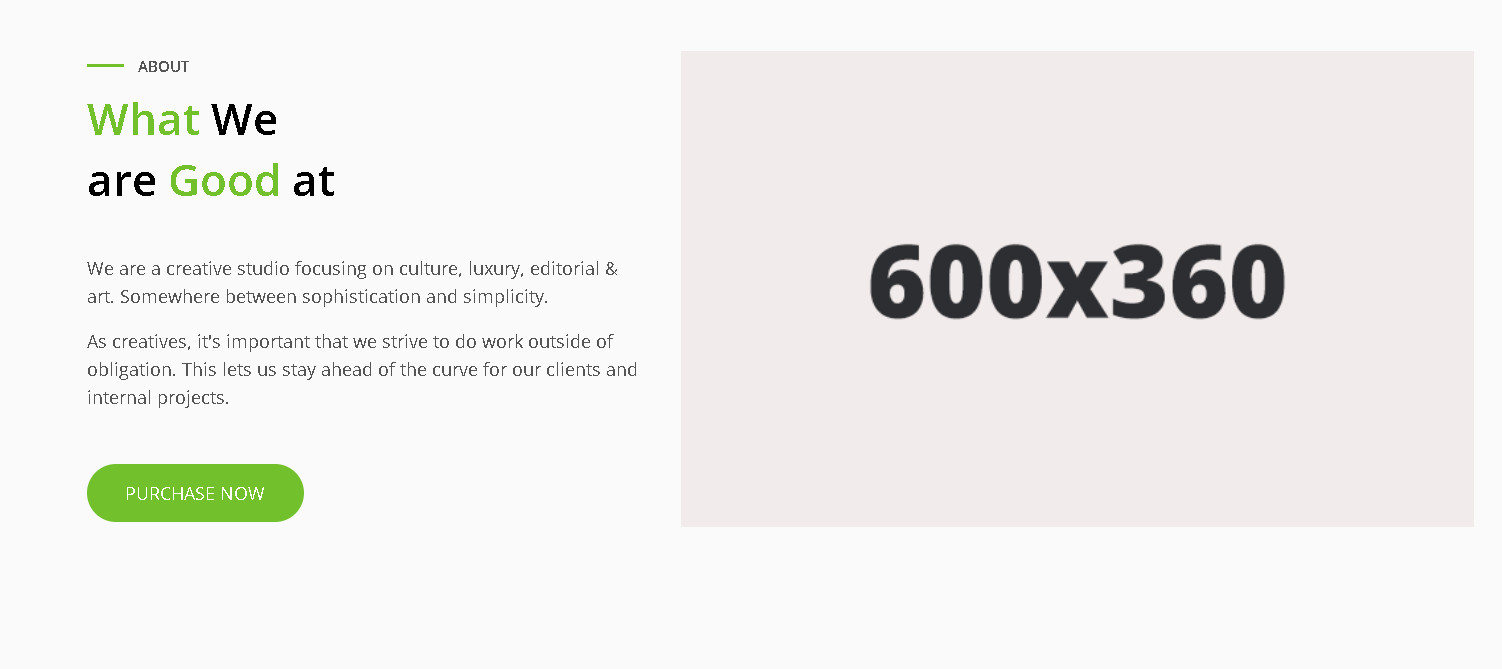 ABOUT
What We
are Good at
We are a creative studio focusing on culture, luxury, editorial &
art. Somewhere between sophistication and simplicity.
As creatives, it's important that we strive to do work outside of
obligation. This lets us stay ahead of the curve for our clients and
internal projects.
PURCHASE NOW
600x360